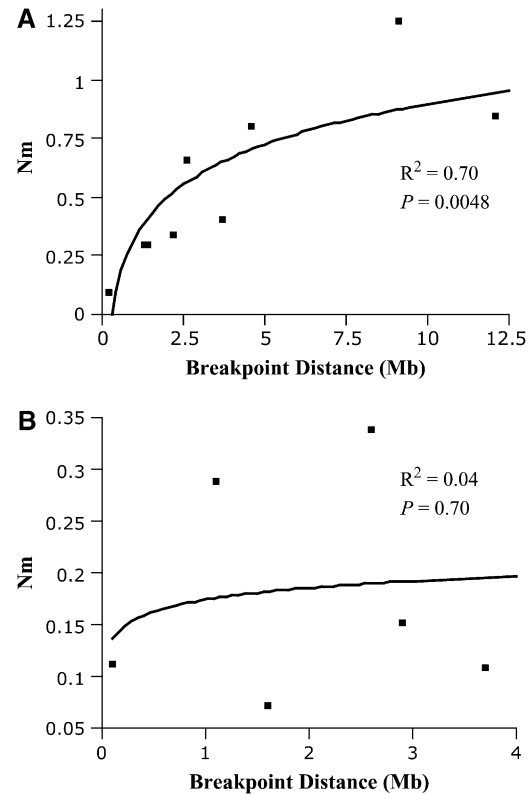 A
1.25
1
0.75
0.5
0.25
0
Nm
R² = 0.70
P = 0.0048
0 2.5 5 7.5 10 12.5
Breakpoint Distance (Mb)
B
0.35
0.3
0.25
0.2
0.15
0.1
0.05
Nm
R² = 0.04
P = 0.70
0 1 2 3 4
Breakpoint Distance (Mb)